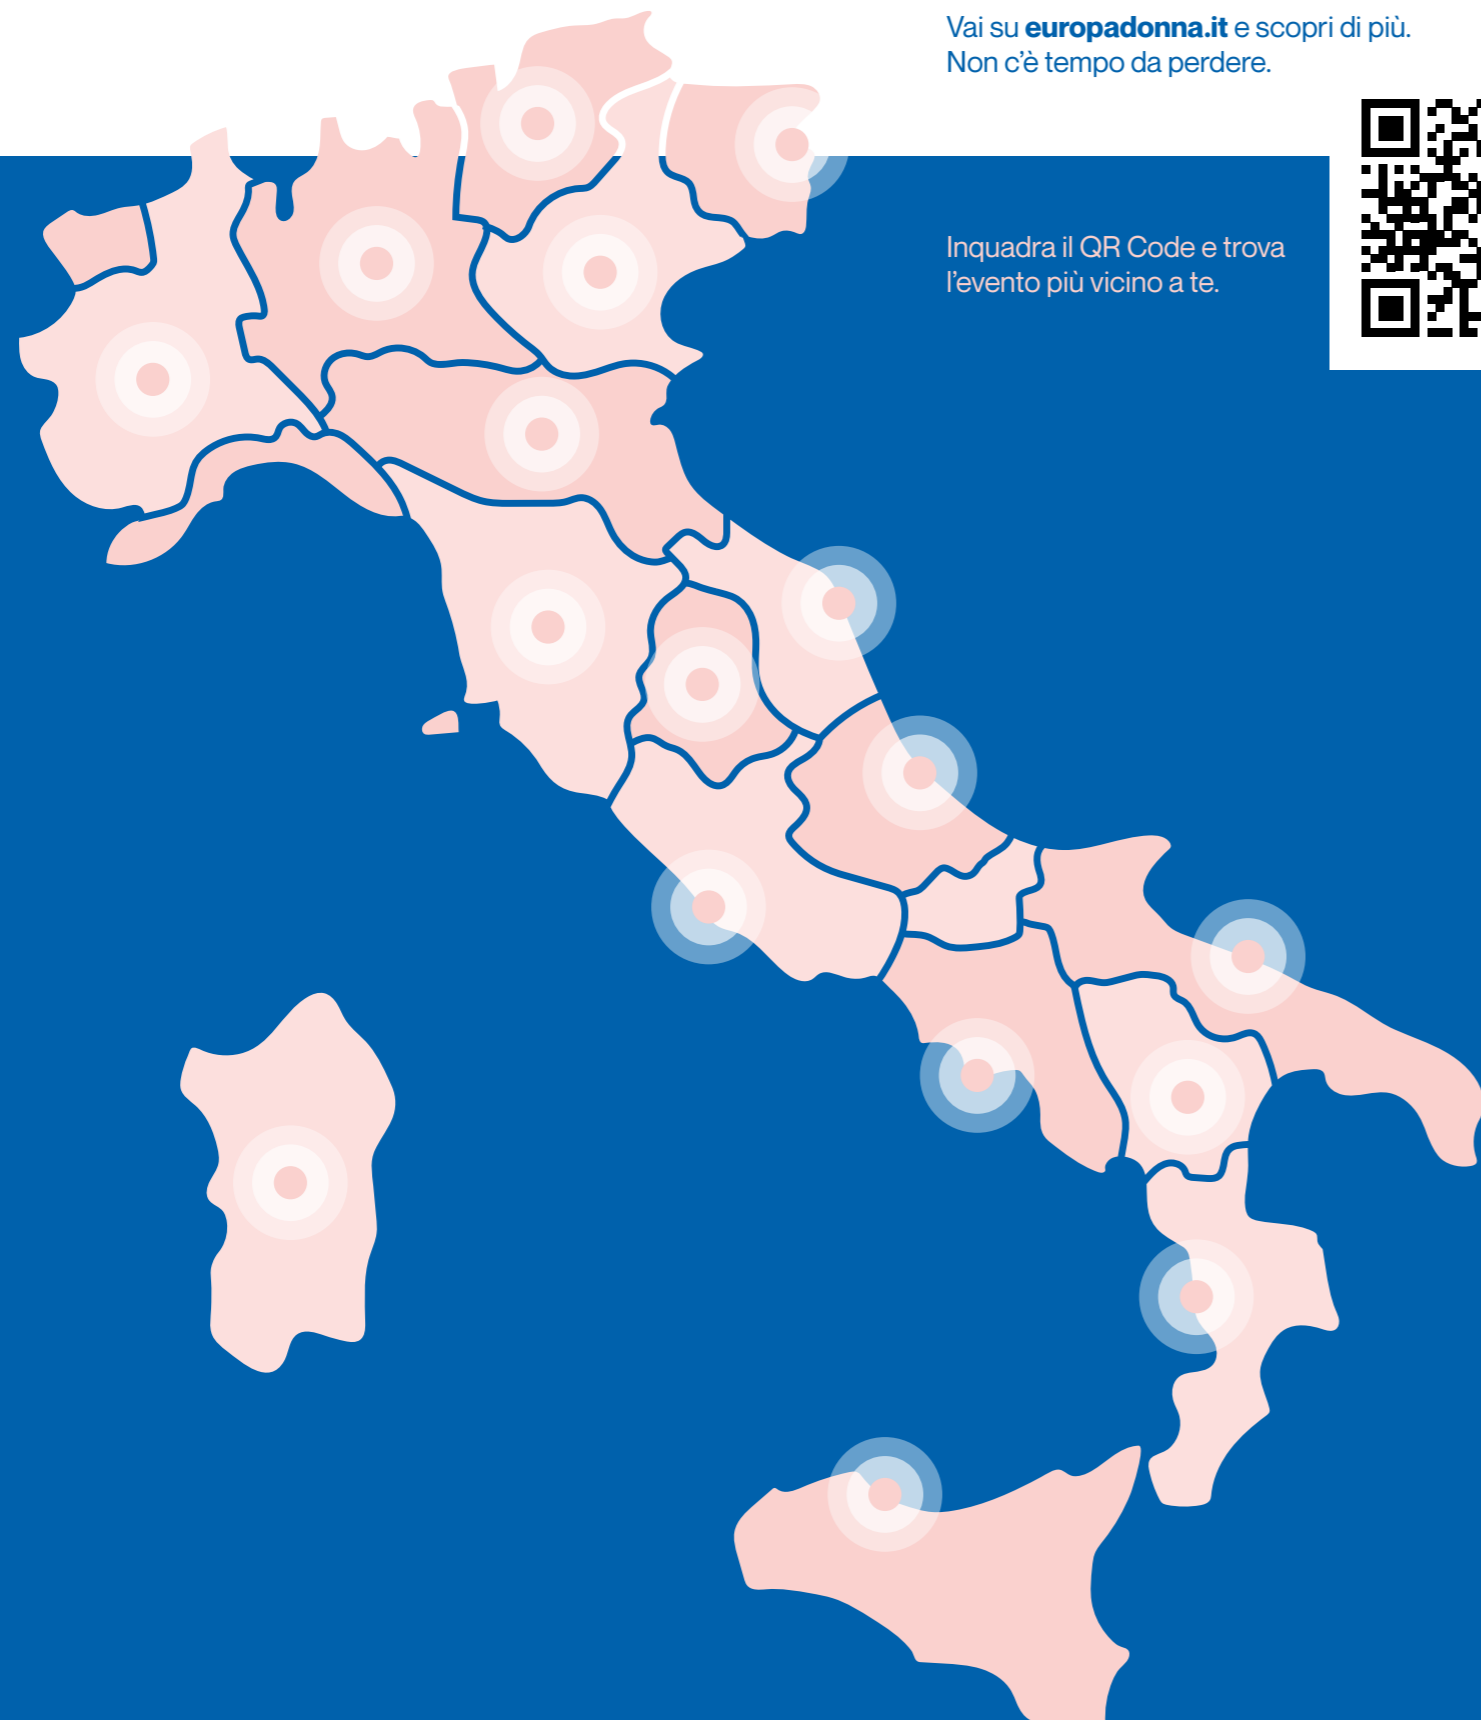 Vai su europadonna.it e scopri di più.
Non c’è tempo da perdere.
Inquadra il QR Code e trova
l’evento più vicino a te.